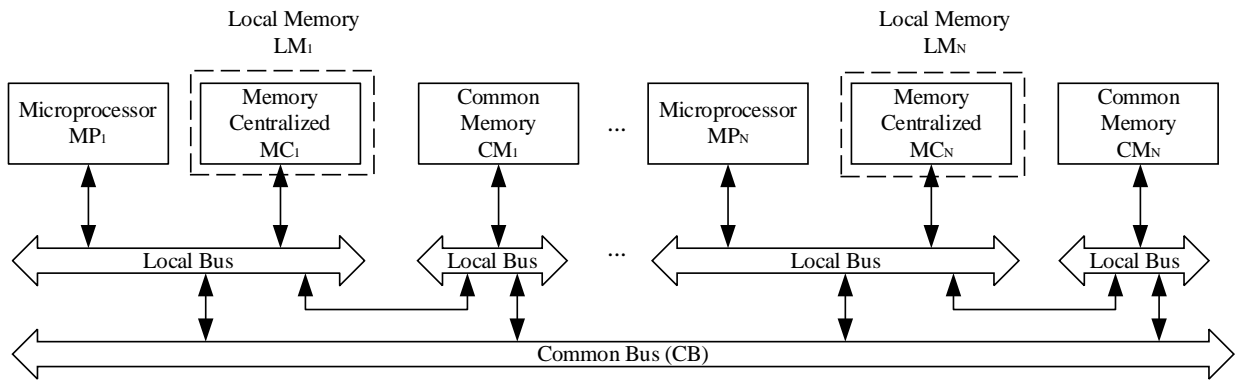 Local Memory
LM₁
Local Memory
LMN
Microprocessor
MP₁
Memory
Centralized
MC₁
Common
Memory
CM₁
...
Microprocessor
MPN
Memory
Centralized
MCN
Common
Memory
CMN
Local Bus
Local Bus
...
Local Bus
Local Bus
Common Bus (CB)